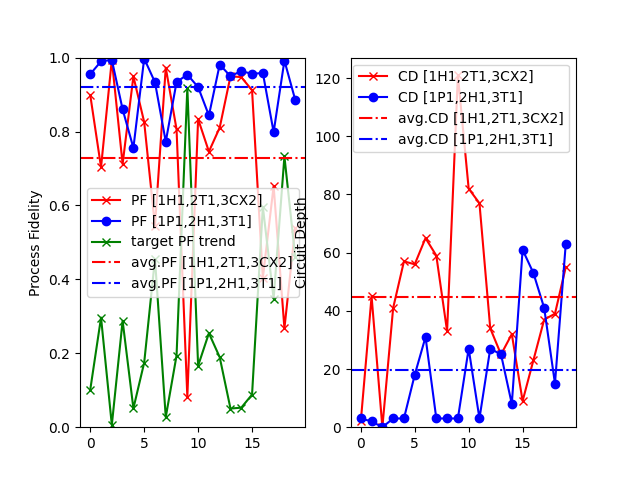 Process Fidelity
1.0
0.8
0.6
0.4
0.2
0.0
0
5
10
15
PF [1H1,2T1,3CX2]
PF [1P1,2H1,3T1]
target PF trend
avg.PF [1H1,2T1,3CX2]
avg.PF [1P1,2H1,3T1]
Circuit Depth
120
100
80
60
40
20
0
0
5
10
15
CD [1H1,2T1,3CX2]
CD [1P1,2H1,3T1]
avg.CD [1H1,2T1,3CX2]
avg.CD [1P1,2H1,3T1]